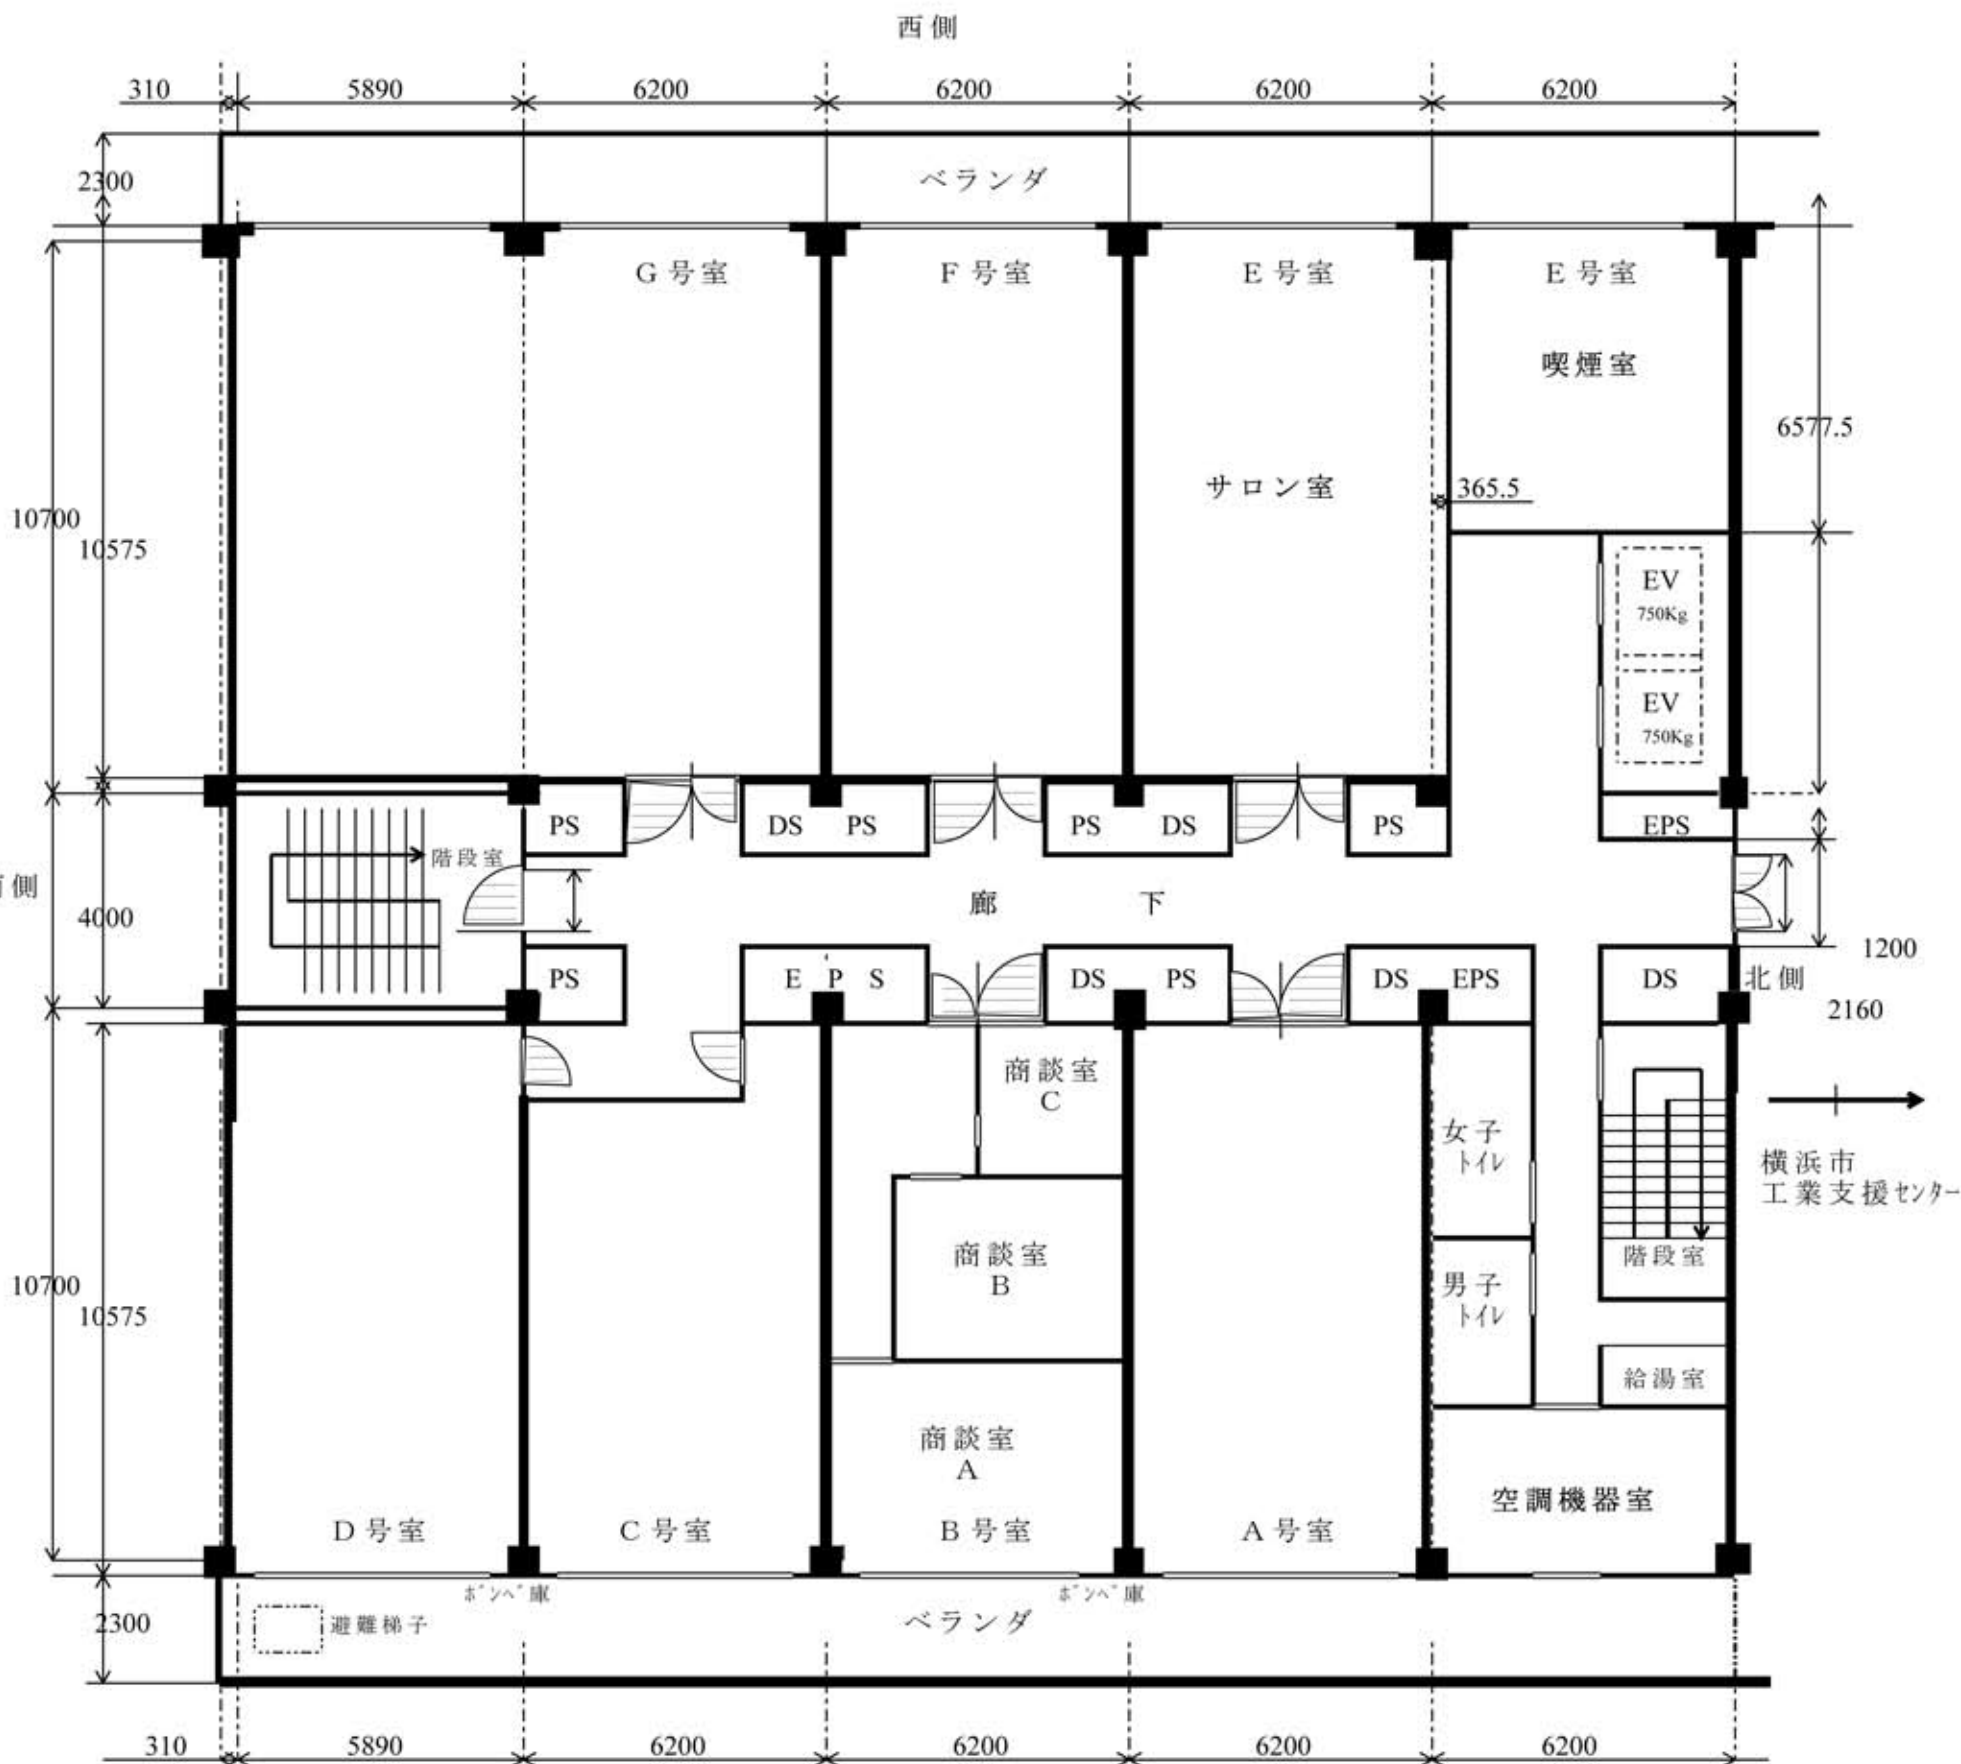 西側
310 5890 6200 6200 6200 6200
2300
ベランダ
G号室 F号室 E号室 E号室
喫煙室
6577.5
サロン室
365.5
10700
10575
EV
750Kg
EV
750Kg
PS DS PS PS DS PS EPS
階段室
側
4000
廊下
1200
PS E P S DS PS DS EPS DS
北側
2160
商談室
C
女子
トイレ
横浜市
工業支援センター
商談室
B
階段室
10700
10575
男子
トイレ
給湯室
商談室
A
空調機器室
D号室 C号室 B号室 A号室
ボンベ庫 ボンベ庫
2300
避難梯子
ベランダ
310 5890 6200 6200 6200 6200